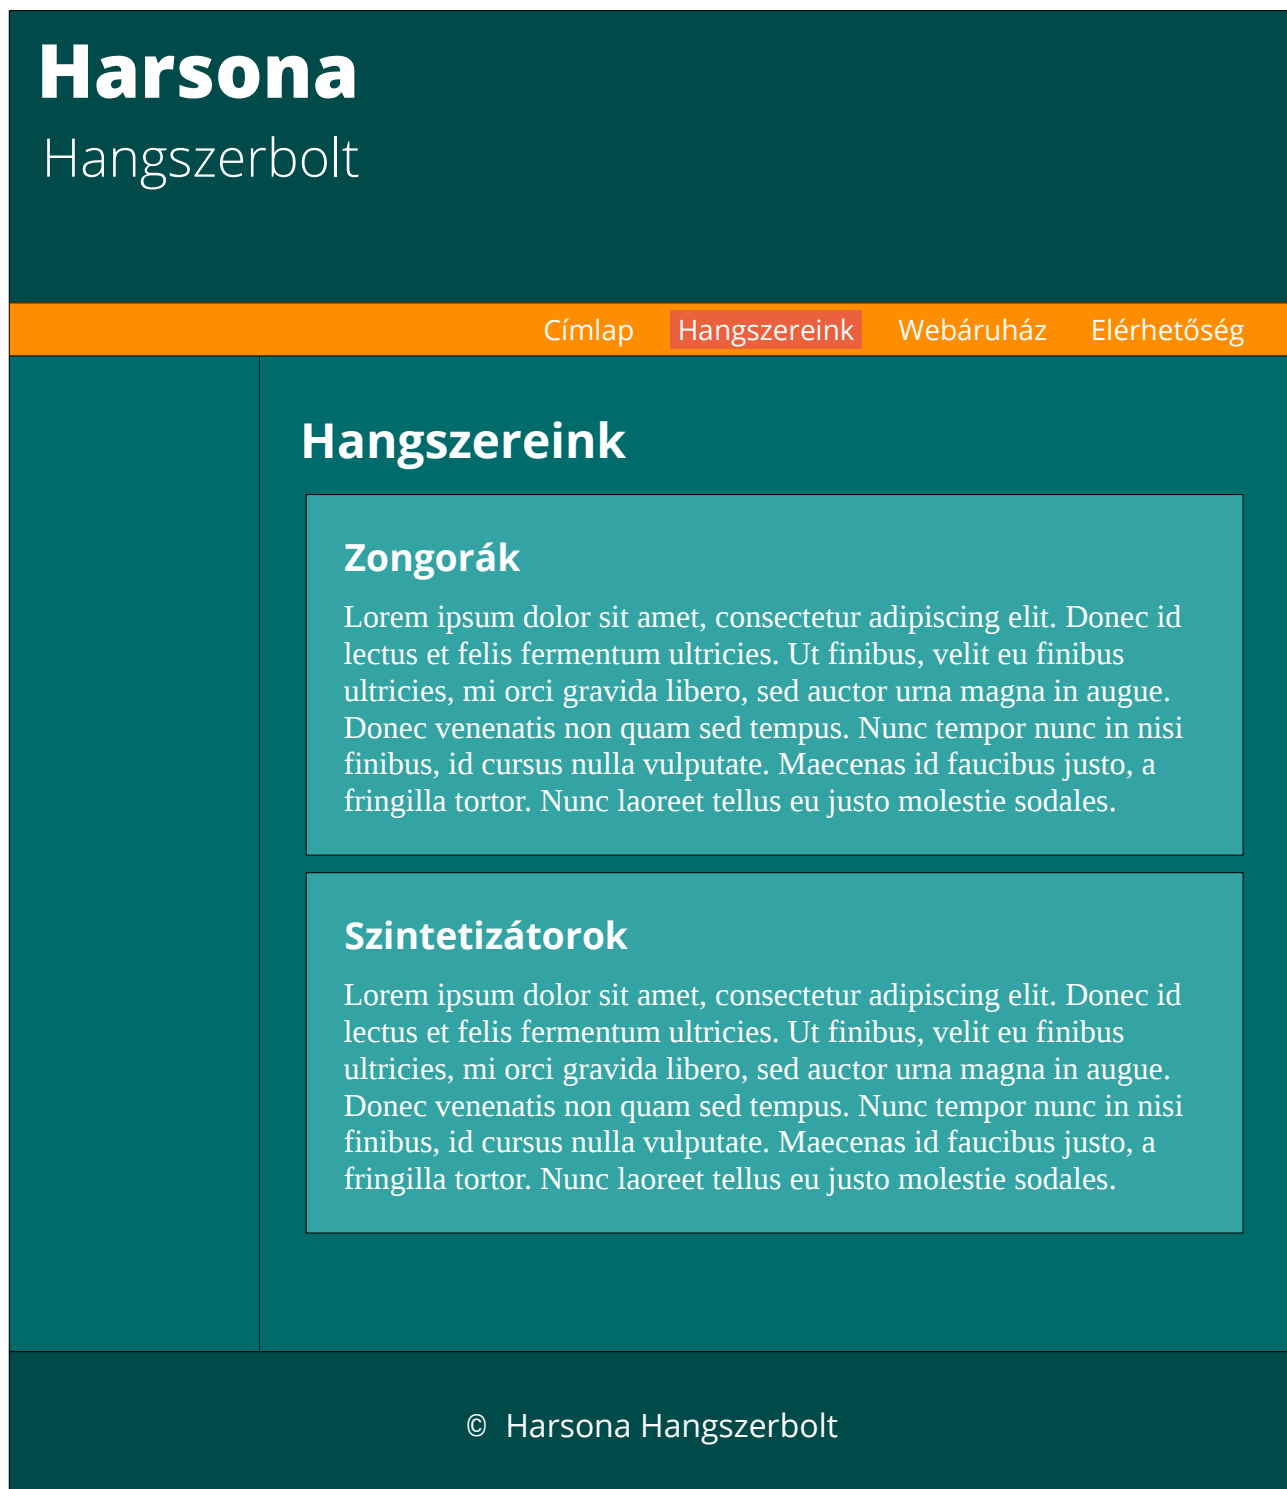 Harsona
Hangszerbolt
Címlap Hangszereink Webáruház Elérhetőség
Hangszereink
Zongorák
Lorem ipsum dolor sit amet, consectetur adipiscing elit. Donec id
lectus et felis fermentum ultricies. Ut finibus, velit eu finibus
ultricies, mi orci gravida libero, sed auctor urna magna in augue.
Donec venenatis non quam sed tempus. Nunc tempor nunc in nisi
finibus, id cursus nulla vulputate. Maecenas id faucibus justo, a
fringilla tortor. Nunc laoreet tellus eu justo molestie sodales.
Szintetizátorok
Lorem ipsum dolor sit amet, consectetur adipiscing elit. Donec id
lectus et felis fermentum ultricies. Ut finibus, velit eu finibus
ultricies, mi orci gravida libero, sed auctor urna magna in augue.
Donec venenatis non quam sed tempus. Nunc tempor nunc in nisi
finibus, id cursus nulla vulputate. Maecenas id faucibus justo, a
fringilla tortor. Nunc laoreet tellus eu justo molestie sodales.
© Harsona Hangszerbolt